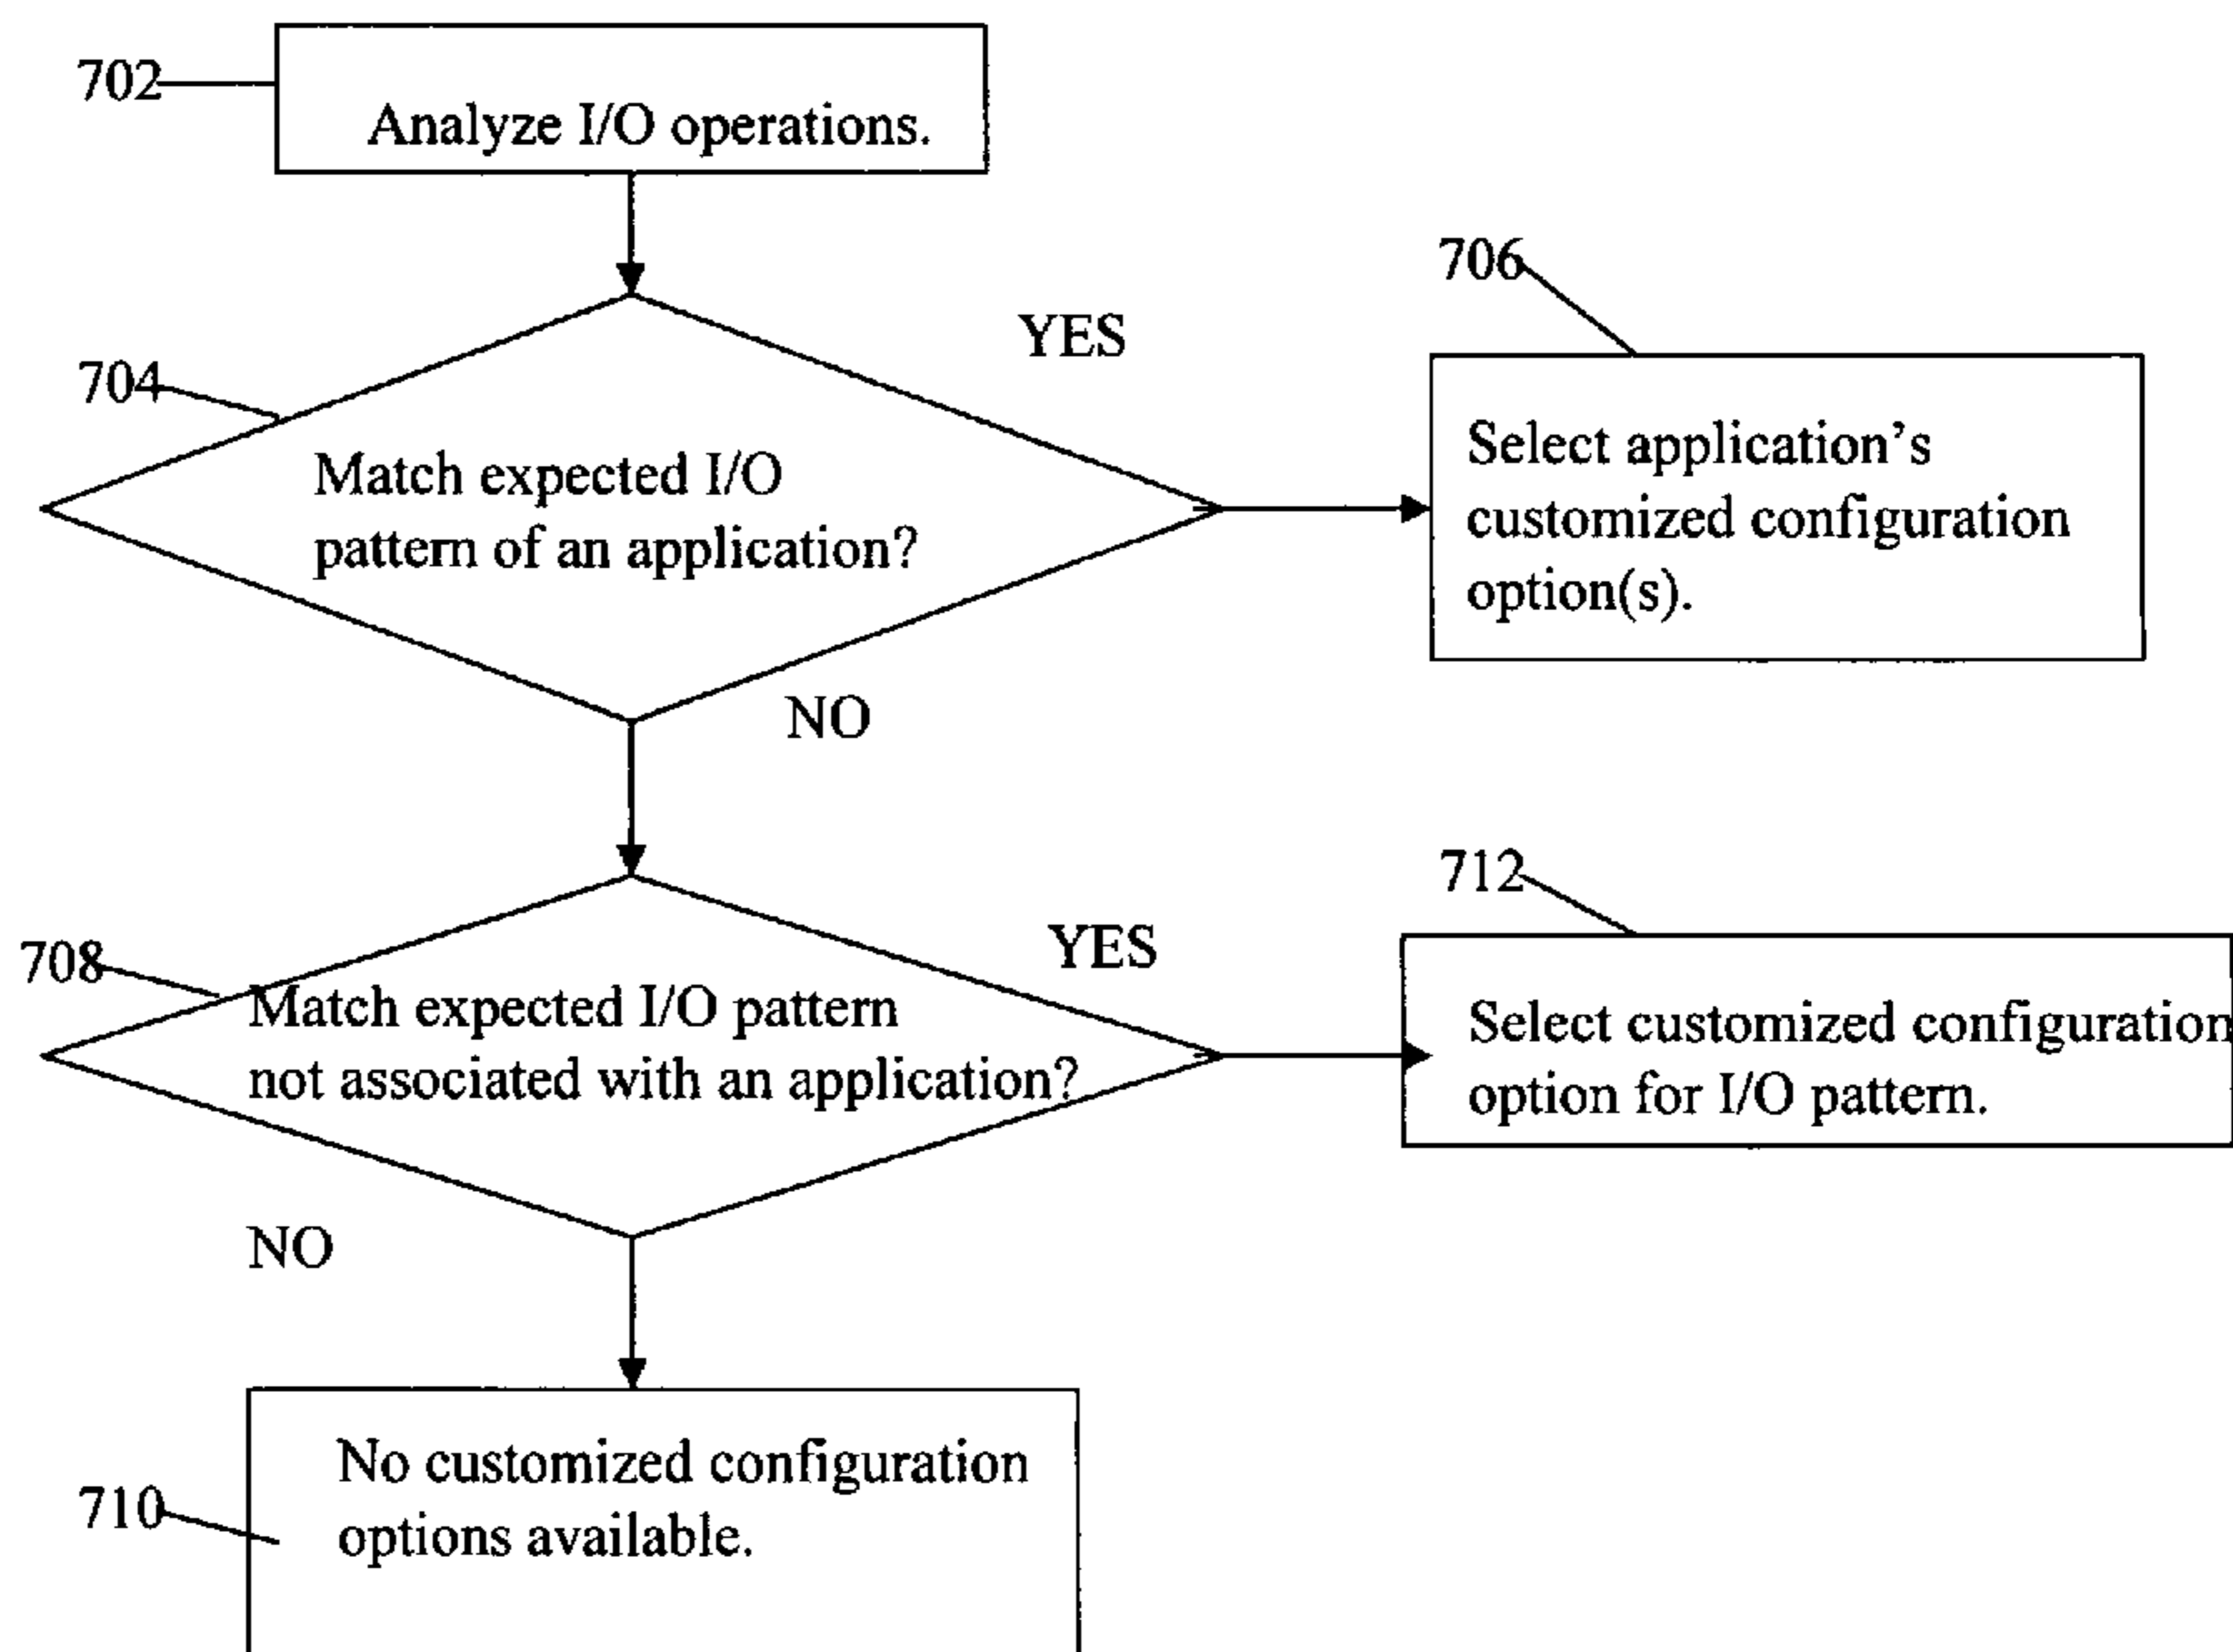 702
Analyze I/O operations.
YES
706
704
Match expected I/O
pattern of an application?
Select application's
customized configuration
option(s).
NO
708
Match expected I/O pattern
not associated with an application?
YES
712
Select customized configuration
option for I/O pattern.
NO
710
No customized configuration
options available.